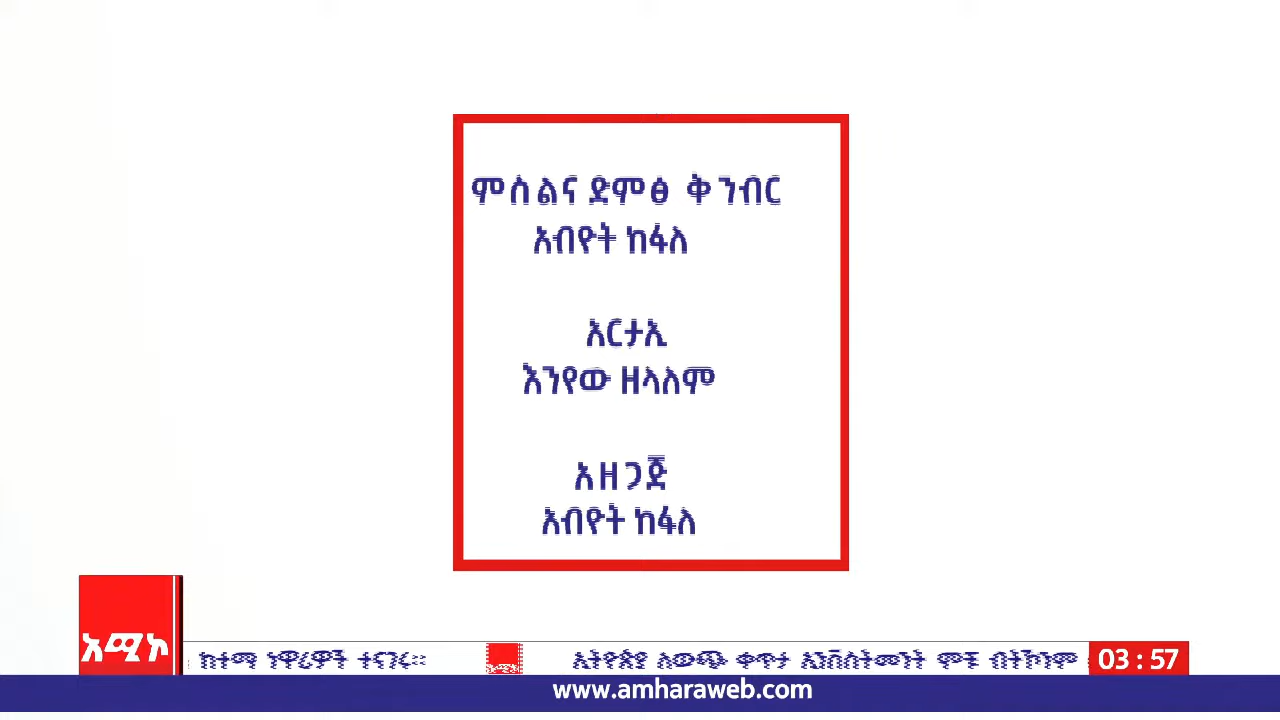 ምስልና ድምፅ ቅንብር
አብዮት ከፋለ
አርታኢ
እንየው ዘላለም
አዘጋጅ
አብዮት ከፋለ
አሚኮ
ከተማ ነዋሪዎች ተናገሩ።
ኢትዮጵያ ለውጭ ቀጥታ ኢንቨስትመንት ምቹ ብትኾንም
03 : 57
www.amharaweb.com